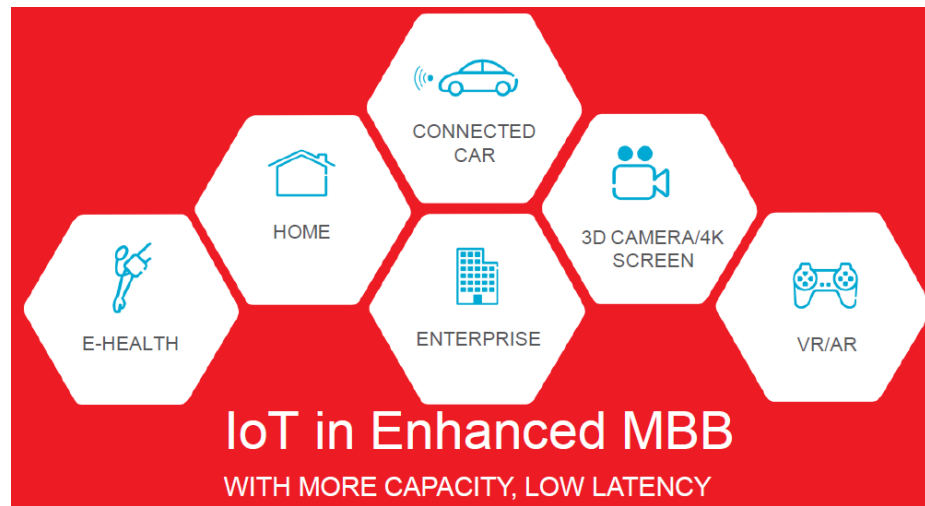 CONNECTED
CAR
HOME
3D CAMERA/4K
SCREEN
E-HEALTH
ENTERPRISE
VR/AR
IoT in Enhanced MBB
WITH MORE CAPACITY, LOW LATENCY